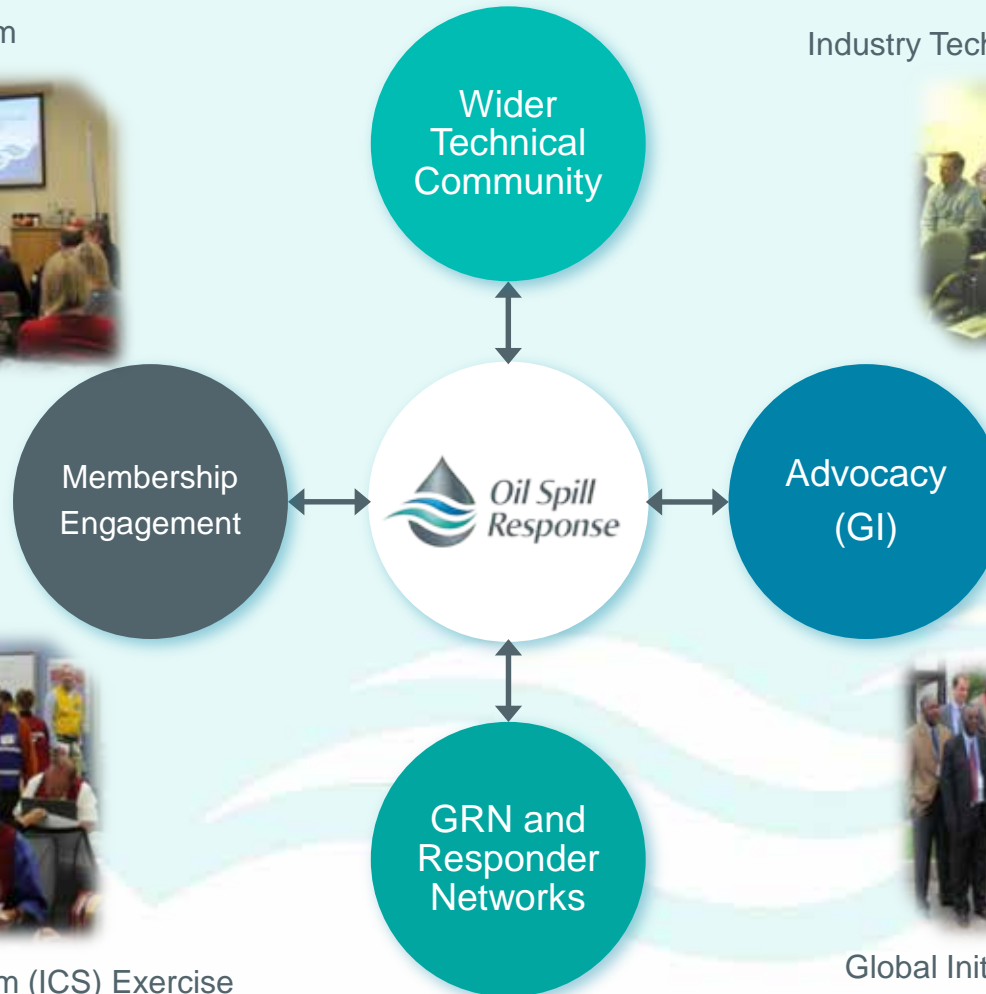 m
Industry Tech
Wider
Technical
Community
Membership
Engagement
Oil Spill
Response
Advocacy
(GI)
GRN and
Responder
Networks
m (ICS) Exercise
Global Init